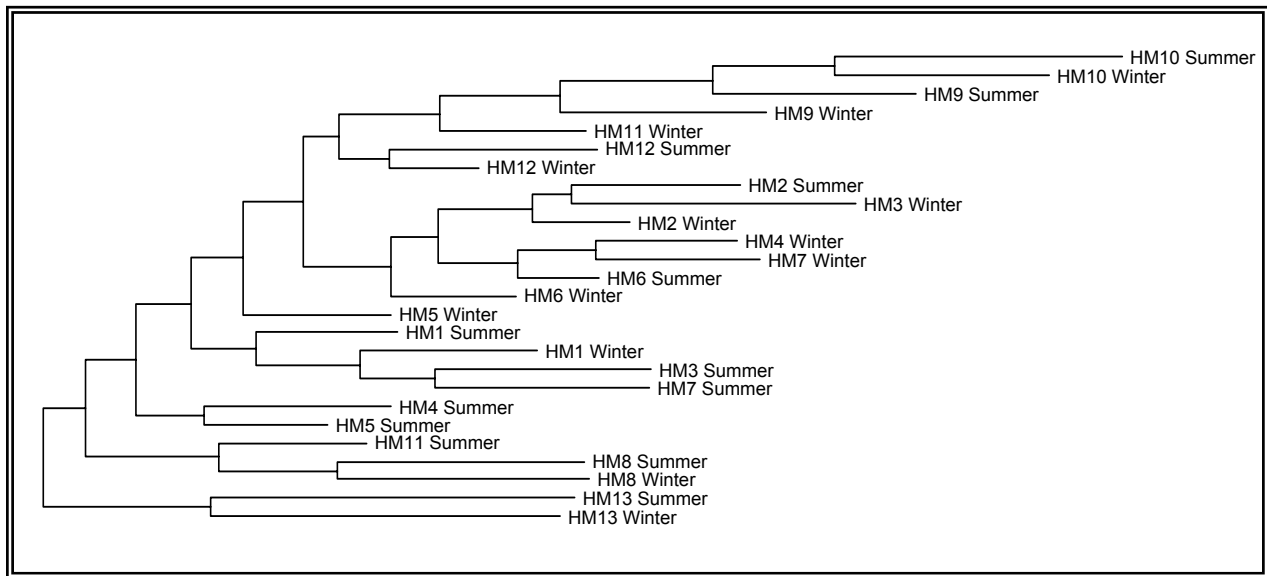 HM10 Summer
HM10 Winter
HM9 Summer
HM9 Winter
HM11 Winter
HM12 Summer
HM12 Winter
HM2 Summer
HM3 Winter
HM2 Winter
HM4 Winter
HM7 Winter
HM6 Summer
HM6 Winter
HM5 Winter
HM1 Summer
HM1 Winter
HM3 Summer
HM7 Summer
HM4 Summer
HM5 Summer
HM11 Summer
HM8 Summer
HM8 Winter
HM13 Summer
HM13 Winter